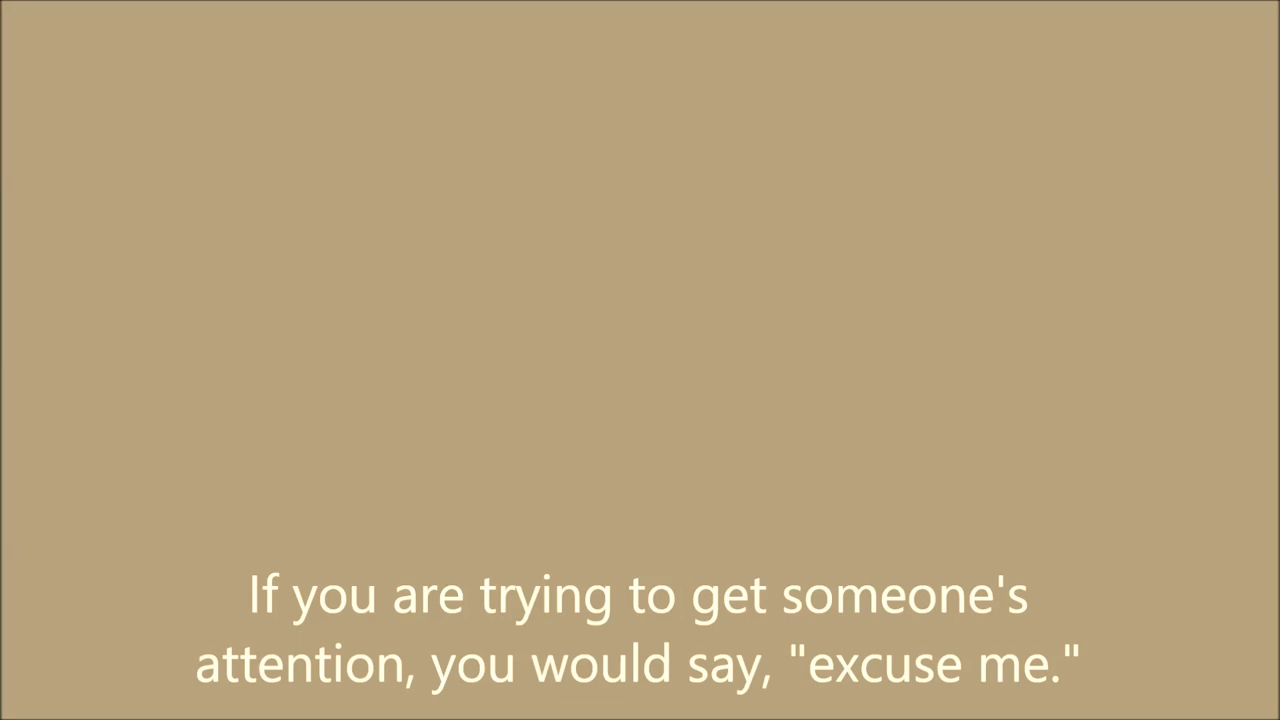 If you are trying to get someone's
attention, you would say, "excuse me."